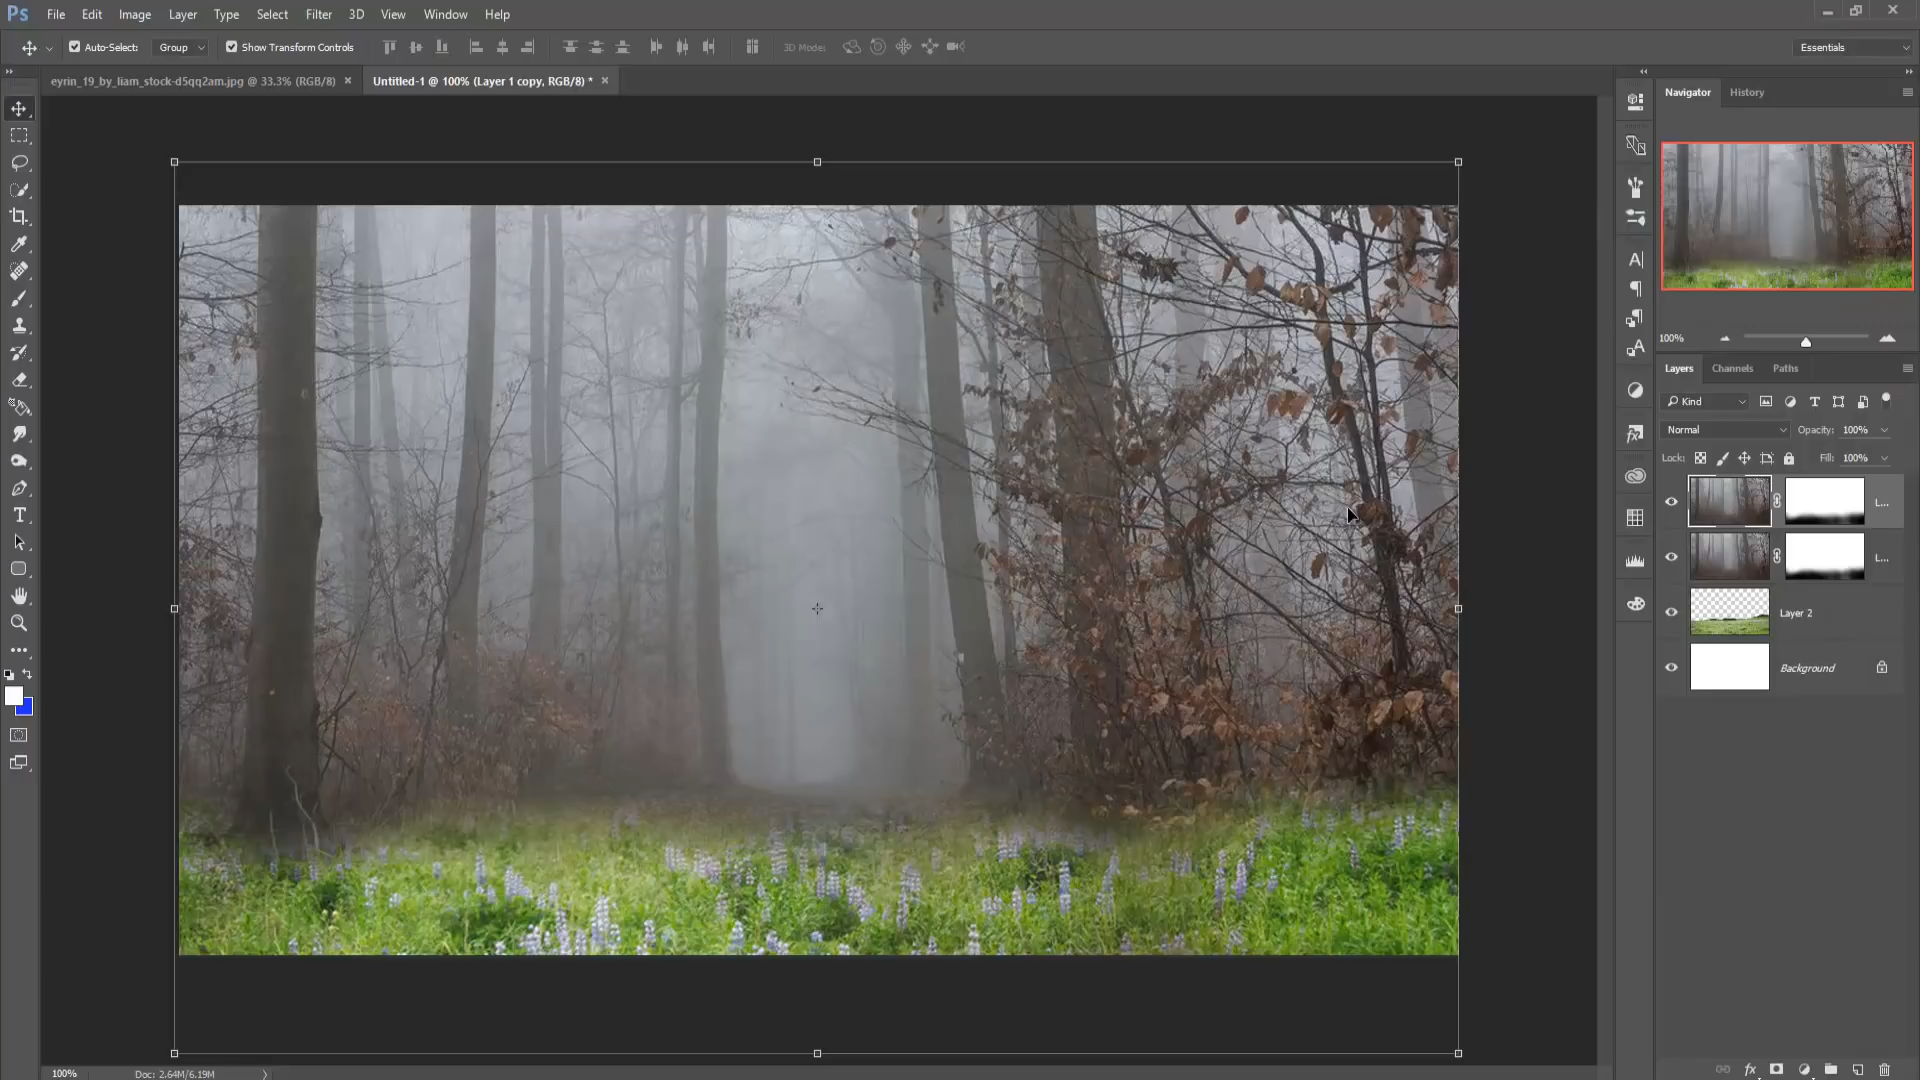 Ps File Edit Image Layer Type Select Filter 3D View Window Help
Auto-Select: Group Show Transform Controls 3D Mode: Essentials
eyrin_19_by_liam_stock-d5qq2am.jpg @ 33.3% (RGB/8) × Untitled-1 @ 100% (Layer 1 copy, RGB/8) * ×
Navigator History
100%
Layers Channels Paths
Kind
Normal Opacity: 100%
Lock: Fill: 100%
L...
L...
Layer 2
Background
100% Doc: 2.64M/6.19M